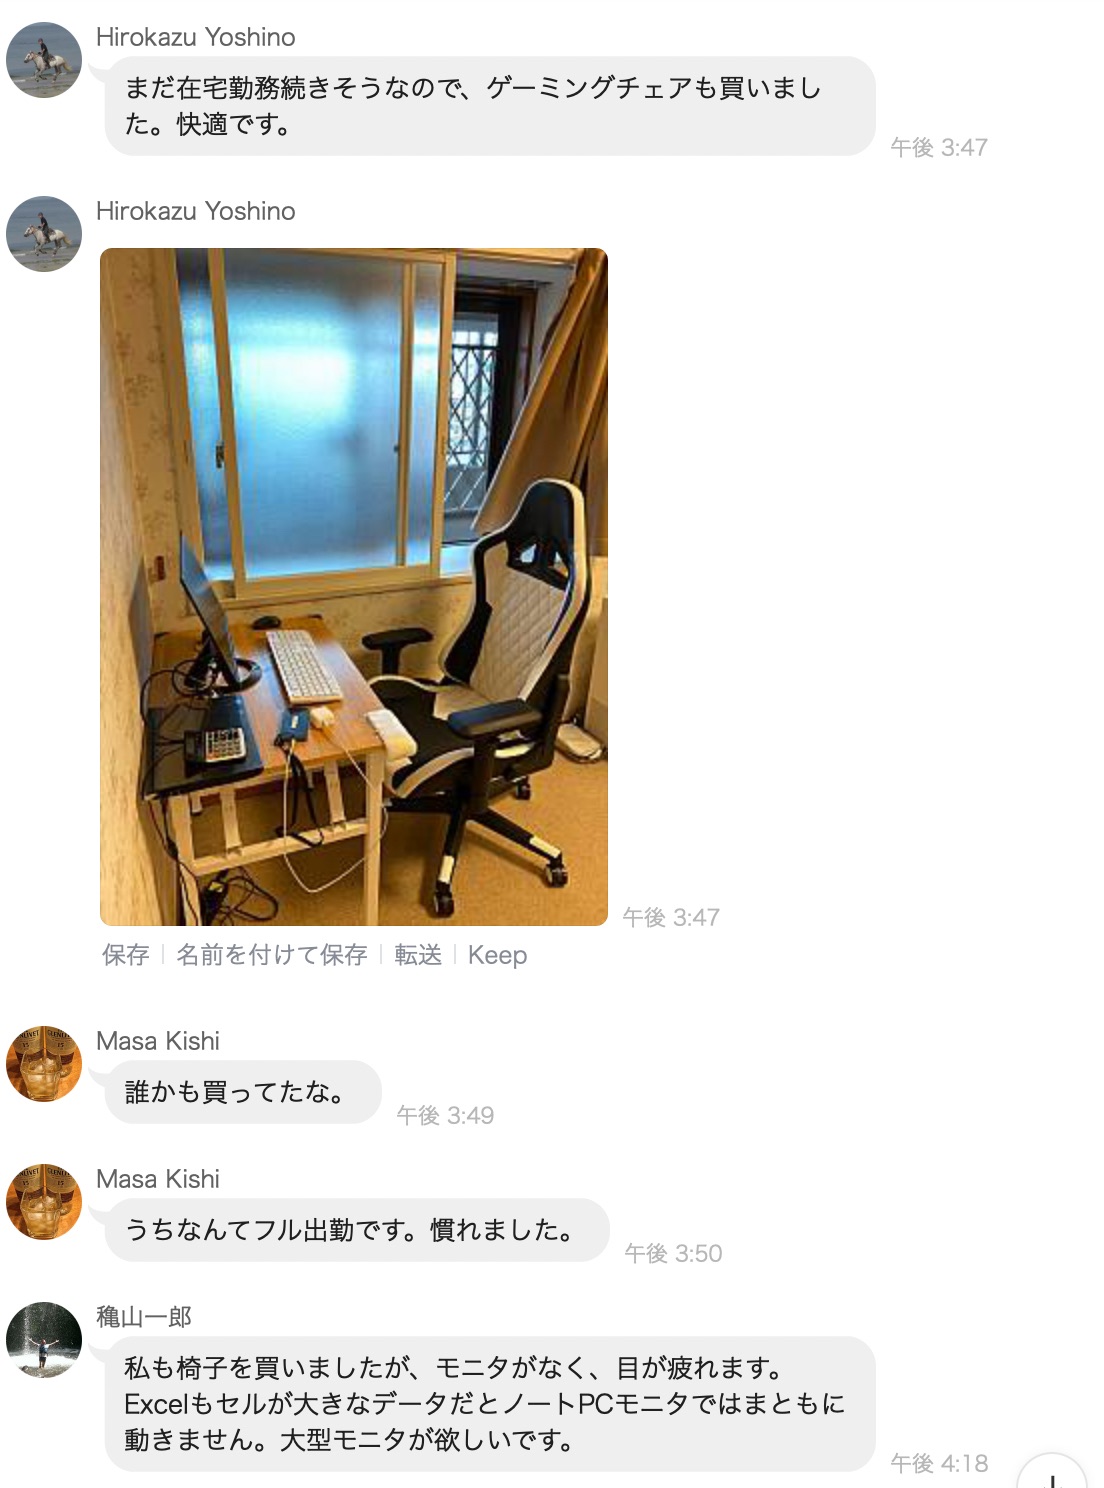 Hirokazu Yoshino
まだ在宅勤務続きそうなので、ゲーミングチェアも買いまし
た。快適です。
午後 3:47
Hirokazu Yoshino
午後 3:47
保存 | 名前を付けて保存 | 転送 | Keep
Masa Kishi
誰かも買ってたな。
午後 3:49
Masa Kishi
うちなんてフル出勤です。慣れました。
午後 3:50
穐山一郎
私も椅子を買いましたが、モニタがなく、目が疲れます。
Excelもセルが大きなデータだとノートPCモニタではまともに
動きません。大型モニタが欲しいです。
午後 4:18